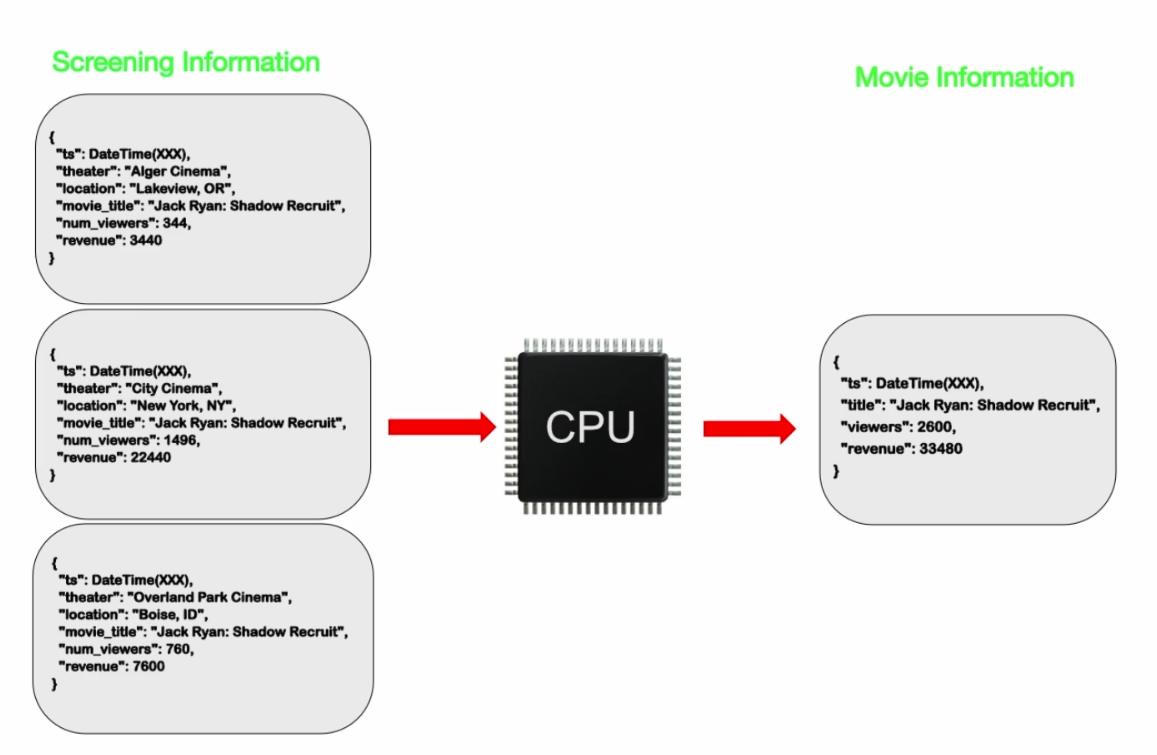 Screening Information
Movie Information
{
"ts": DateTime(XXX),
"theater": "Alger Cinema",
"location": "Lakeview, OR",
"movie_title": "Jack Ryan: Shadow Recruit",
"num_viewers": 344,
"revenue": 3440
}
{
"ts": DateTime(XXX),
"theater": "City Cinema",
"location": "New York, NY",
"movie_title": "Jack Ryan: Shadow Recruit",
"num_viewers": 1496,
"revenue": 22440
}
{
"ts": DateTime(XXX),
"theater": "Overland Park Cinema",
"location": "Boise, ID",
"movie_title": "Jack Ryan: Shadow Recruit",
"num_viewers": 760,
"revenue": 7600
}
CPU
{
"ts": DateTime(XXX),
"title": "Jack Ryan: Shadow Recruit",
"viewers": 2600,
"revenue": 33480
}